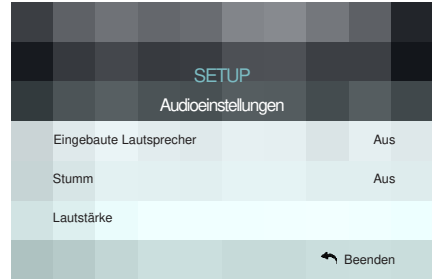 SETUP
Audioeinstellungen
Eingebaute Lautsprecher Aus
Stumm Aus
Lautstärke
Beenden